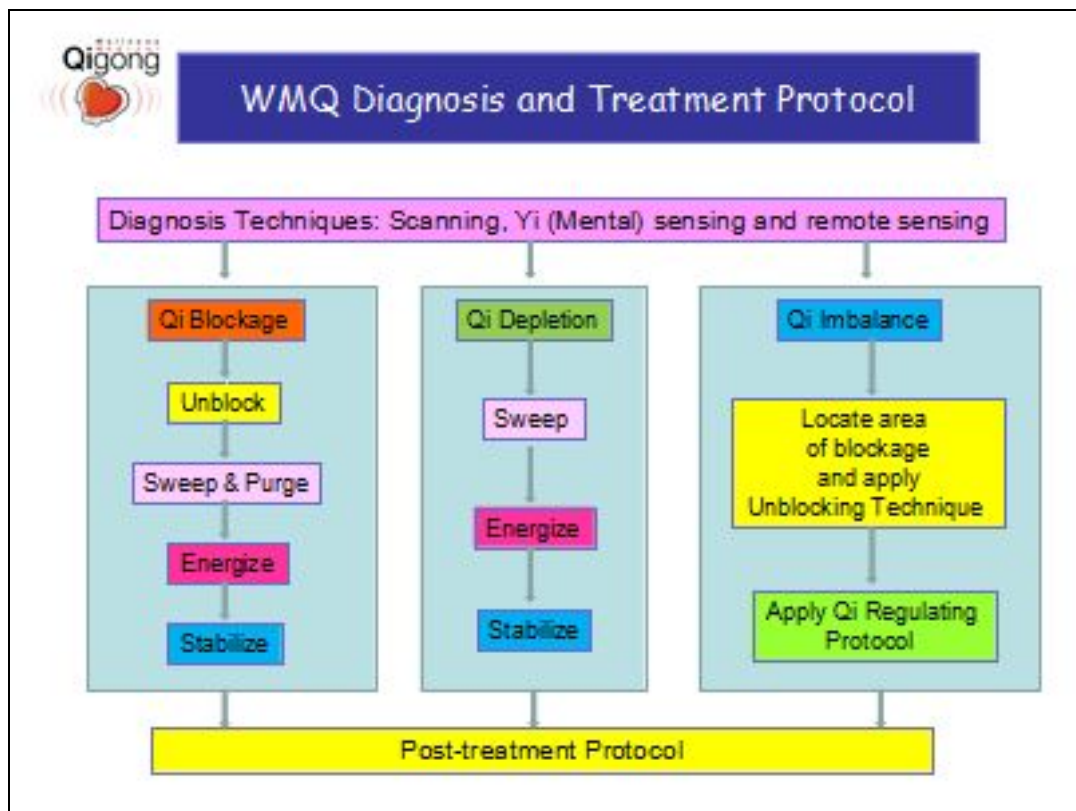 Qigong
WMQ Diagnosis and Treatment Protocol
Diagnosis Techniques: Scanning, Yi (Mental) sensing and remote sensing
Qi Blockage
Unblock
Sweep & Purge
Energize
Stabilize
Qi Depletion
Sweep
Energize
Stabilize
Qi Imbalance
Locate area
of blockage
and apply
Unblocking Technique
Apply Qi Regulating
Protocol
Post-treatment Protocol